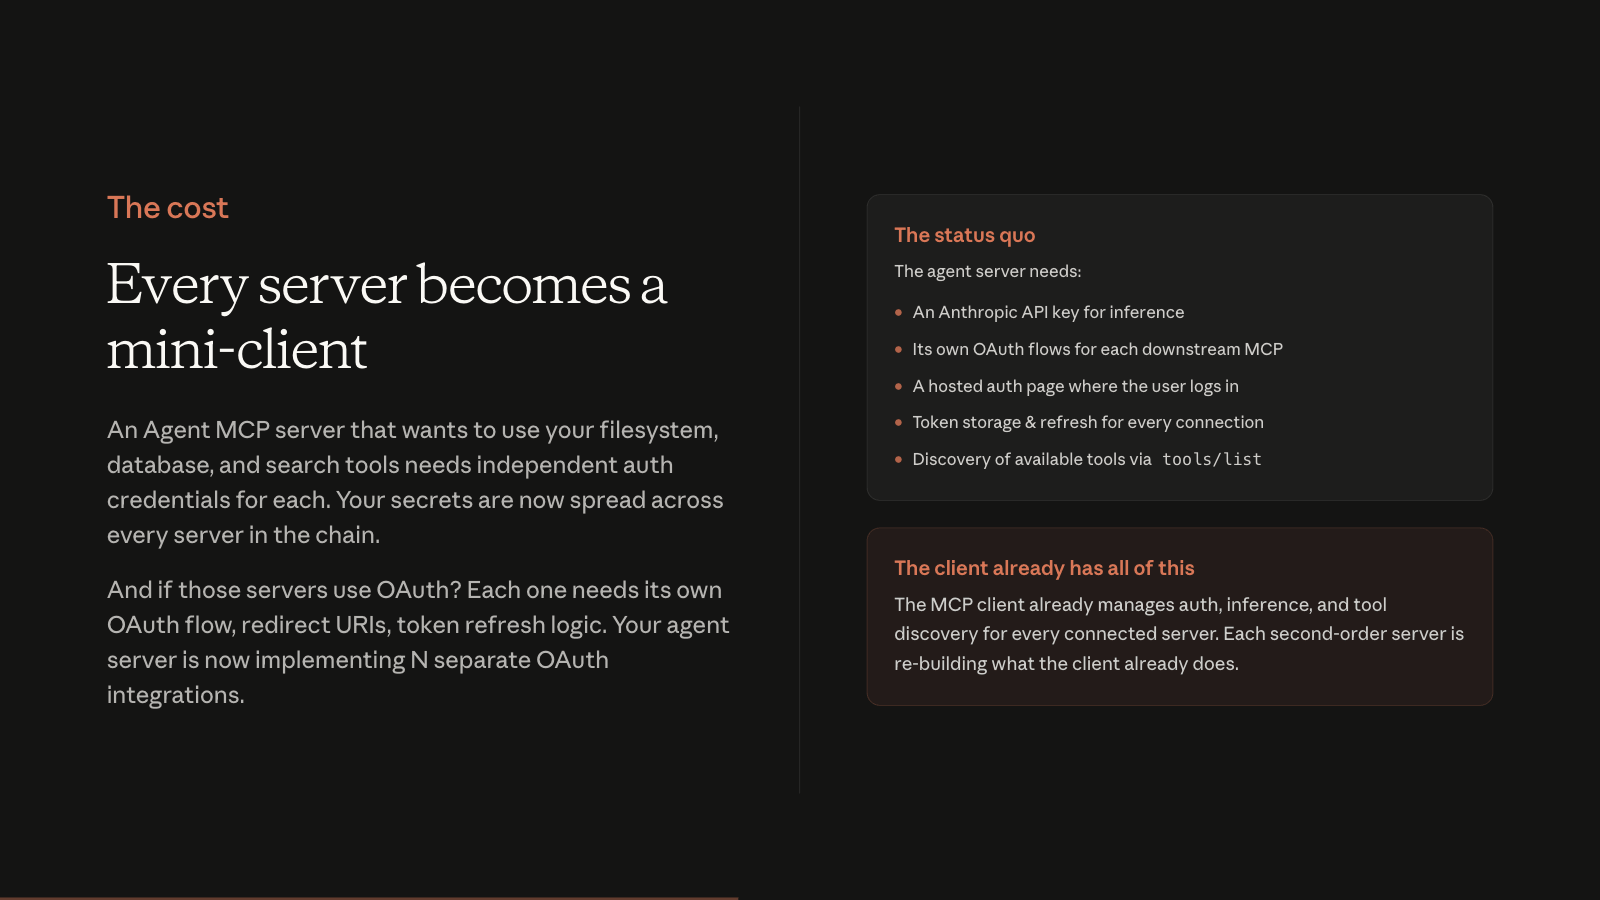 The cost
Every server becomes a
mini-client
An Agent MCP server that wants to use your filesystem,
database, and search tools needs independent auth
credentials for each. Your secrets are now spread across
every server in the chain.
And if those servers use OAuth? Each one needs its own
OAuth flow, redirect URIs, token refresh logic. Your agent
server is now implementing N separate OAuth
integrations.
The status quo
The agent server needs:
• An Anthropic API key for inference
• Its own OAuth flows for each downstream MCP
• A hosted auth page where the user logs in
• Token storage & refresh for every connection
• Discovery of available tools via tools/list
The client already has all of this
The MCP client already manages auth, inference, and tool
discovery for every connected server. Each second-order server is
re-building what the client already does.